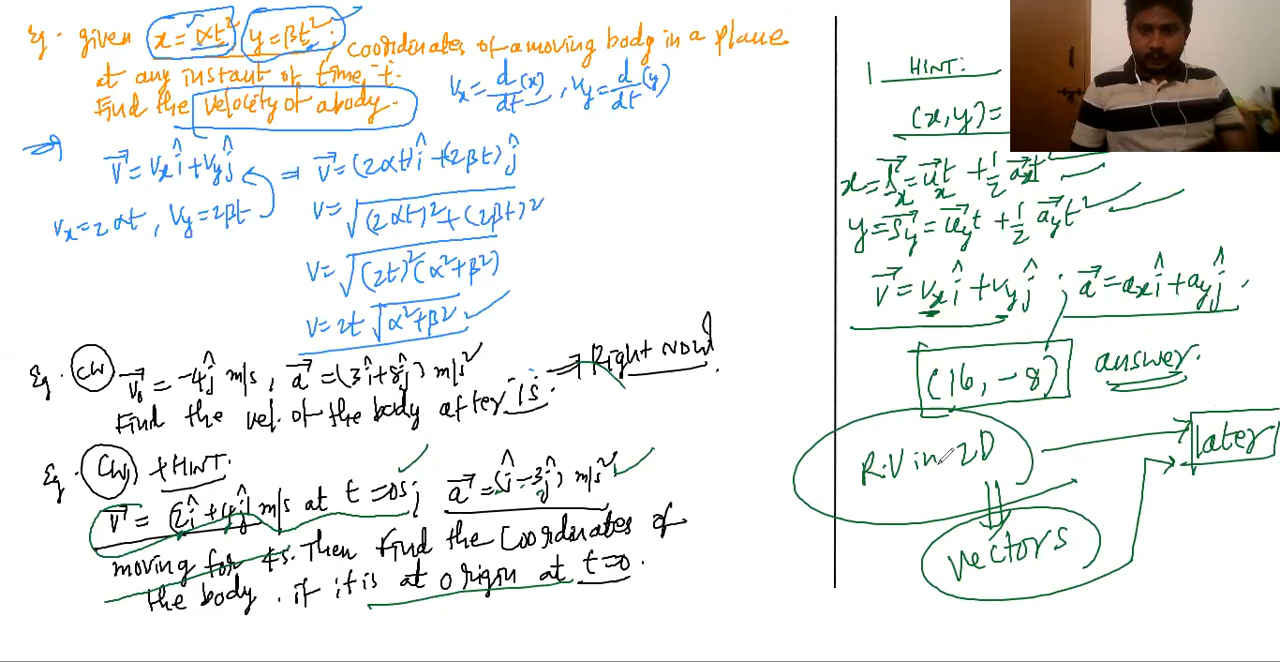 Eg. given x = αt², y = βt²; coordinates of a moving body in a plane
at any instant of time, t.
Find the velocity of a body.
Vx = d/dt (x), Vy = d/dt (y)
⇒ V⃗ = Vx î + Vy ĵ ⇒ V⃗ = (2αt) î + (2βt) ĵ
Vx = 2αt, Vy = 2βt
V = √((2αt)² + (2βt)²)
V = √((2t)² (α² + β²))
V = 2t √(α² + β²)
Eg. CW V⃗₀ = -4ĵ m/s, a⃗ = (3î + 8ĵ) m/s² → Right now
Find the vel. of the body after 1s.
Eg. CW + HINT.
V⃗ = (2î + 4ĵ) m/s at t = 0s; a⃗ = 5î - 3ĵ) m/s²
moving for 4s. Then find the coordinates of
the body. if it is at origin at t=0.
1 HINT:
(x, y) =
x = S⃗x = u⃗x t + 1/2 a⃗x t²
y = S⃗y = u⃗y t + 1/2 a⃗y t²
V⃗ = Vx î + Vy ĵ ; a⃗ = ax î + ay ĵ.
(16, -8) answer.
R.V in 2D
later
vectors